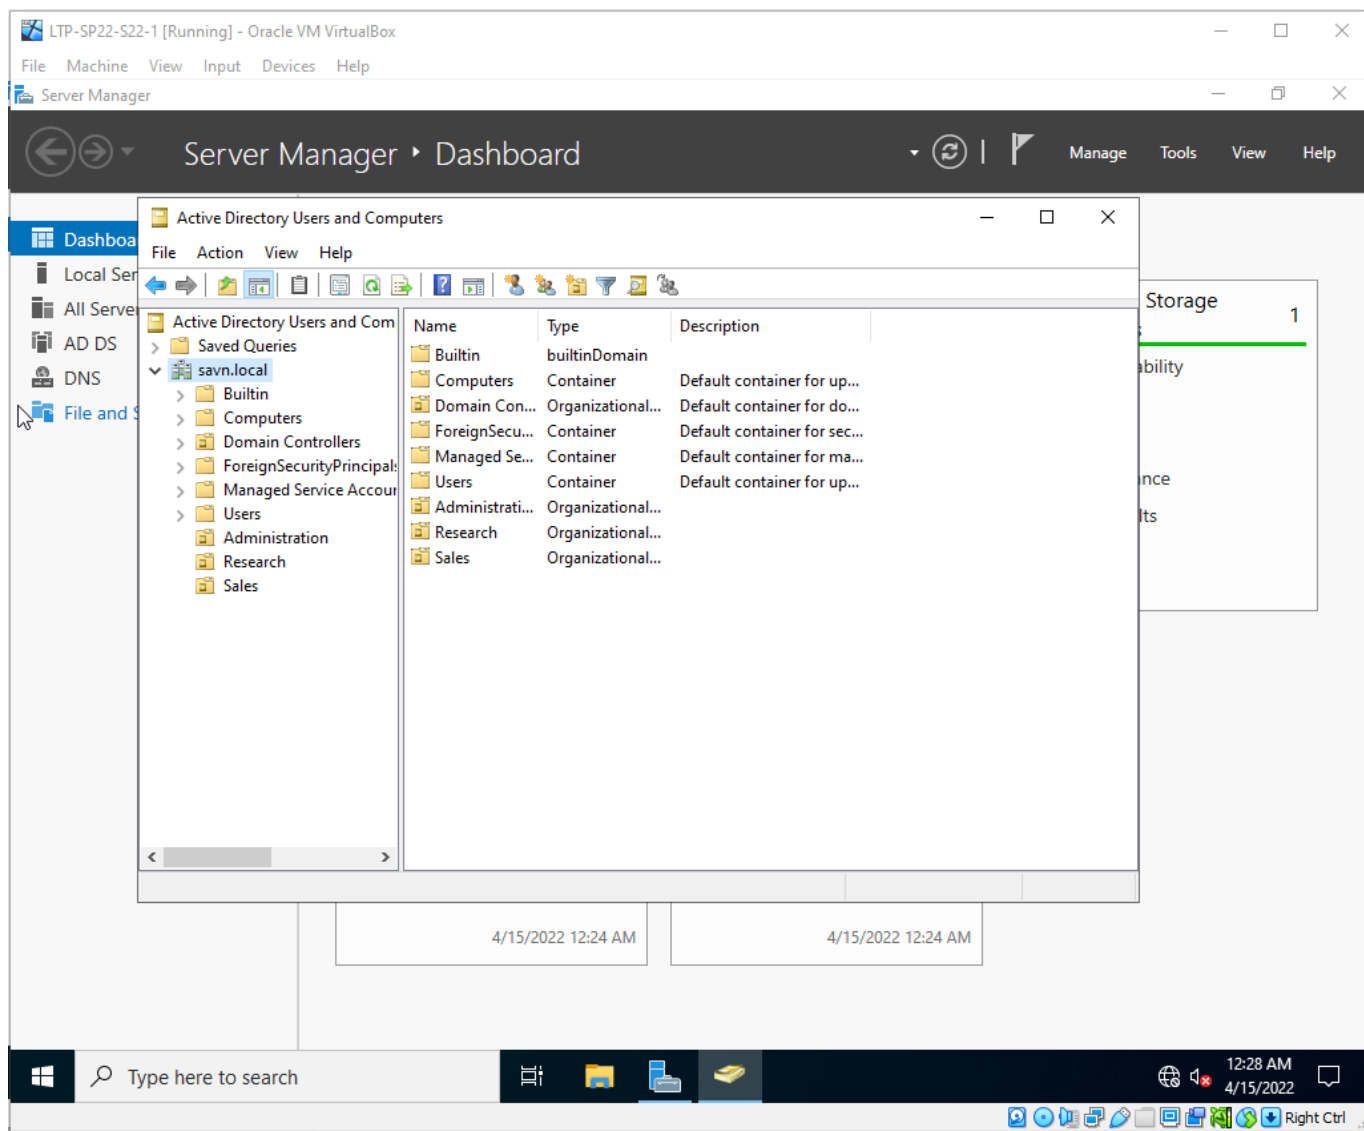 LTP-SP22-S22-1 [Running] - Oracle VM VirtualBox
File Machine View Input Devices Help
Server Manager
Server Manager Dashboard
Manage Tools View Help
Dashboa
Local Ser
All Server
AD DS
DNS
File and S
Active Directory Users and Computers
File Action View Help
Active Directory Users and Com
Saved Queries
savn.local
Builtin
Computers
Domain Controllers
ForeignSecurityPrincipals
Managed Service Accour
Users
Administration
Research
Sales
Name Type Description
Builtin builtinDomain
Computers Container Default container for up...
Domain Con... Organizational... Default container for do...
ForeignSecu... Container Default container for sec...
Managed Se... Container Default container for ma...
Users Container Default container for up...
Administrati... Organizational...
Research Organizational...
Sales Organizational...
Storage 1
ability
ince
lts
4/15/2022 12:24 AM
4/15/2022 12:24 AM
Type here to search
12:28 AM
4/15/2022
Right Ctrl